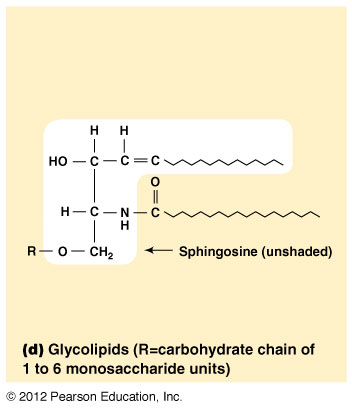 H H
HO — C — C = C
O
H — C — N — C
H
R — O — CH₂
Sphingosine (unshaded)
(d) Glycolipids (R=carbohydrate chain of
1 to 6 monosaccharide units)
© 2012 Pearson Education, Inc.